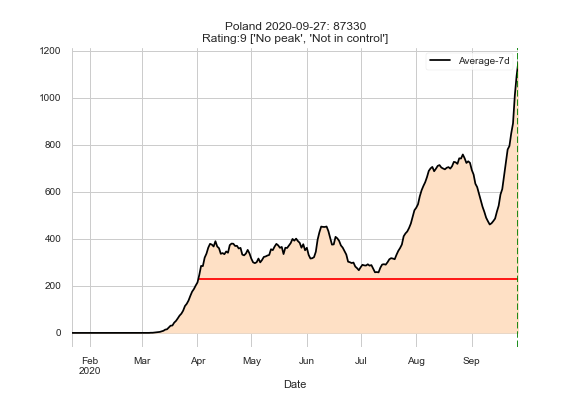 Poland 2020-09-27: 87330
Rating:9 ['No peak', 'Not in control']
Average-7d
1200
1000
800
600
400
200
0
Feb Mar Apr May Jun Jul Aug Sep
2020
Date